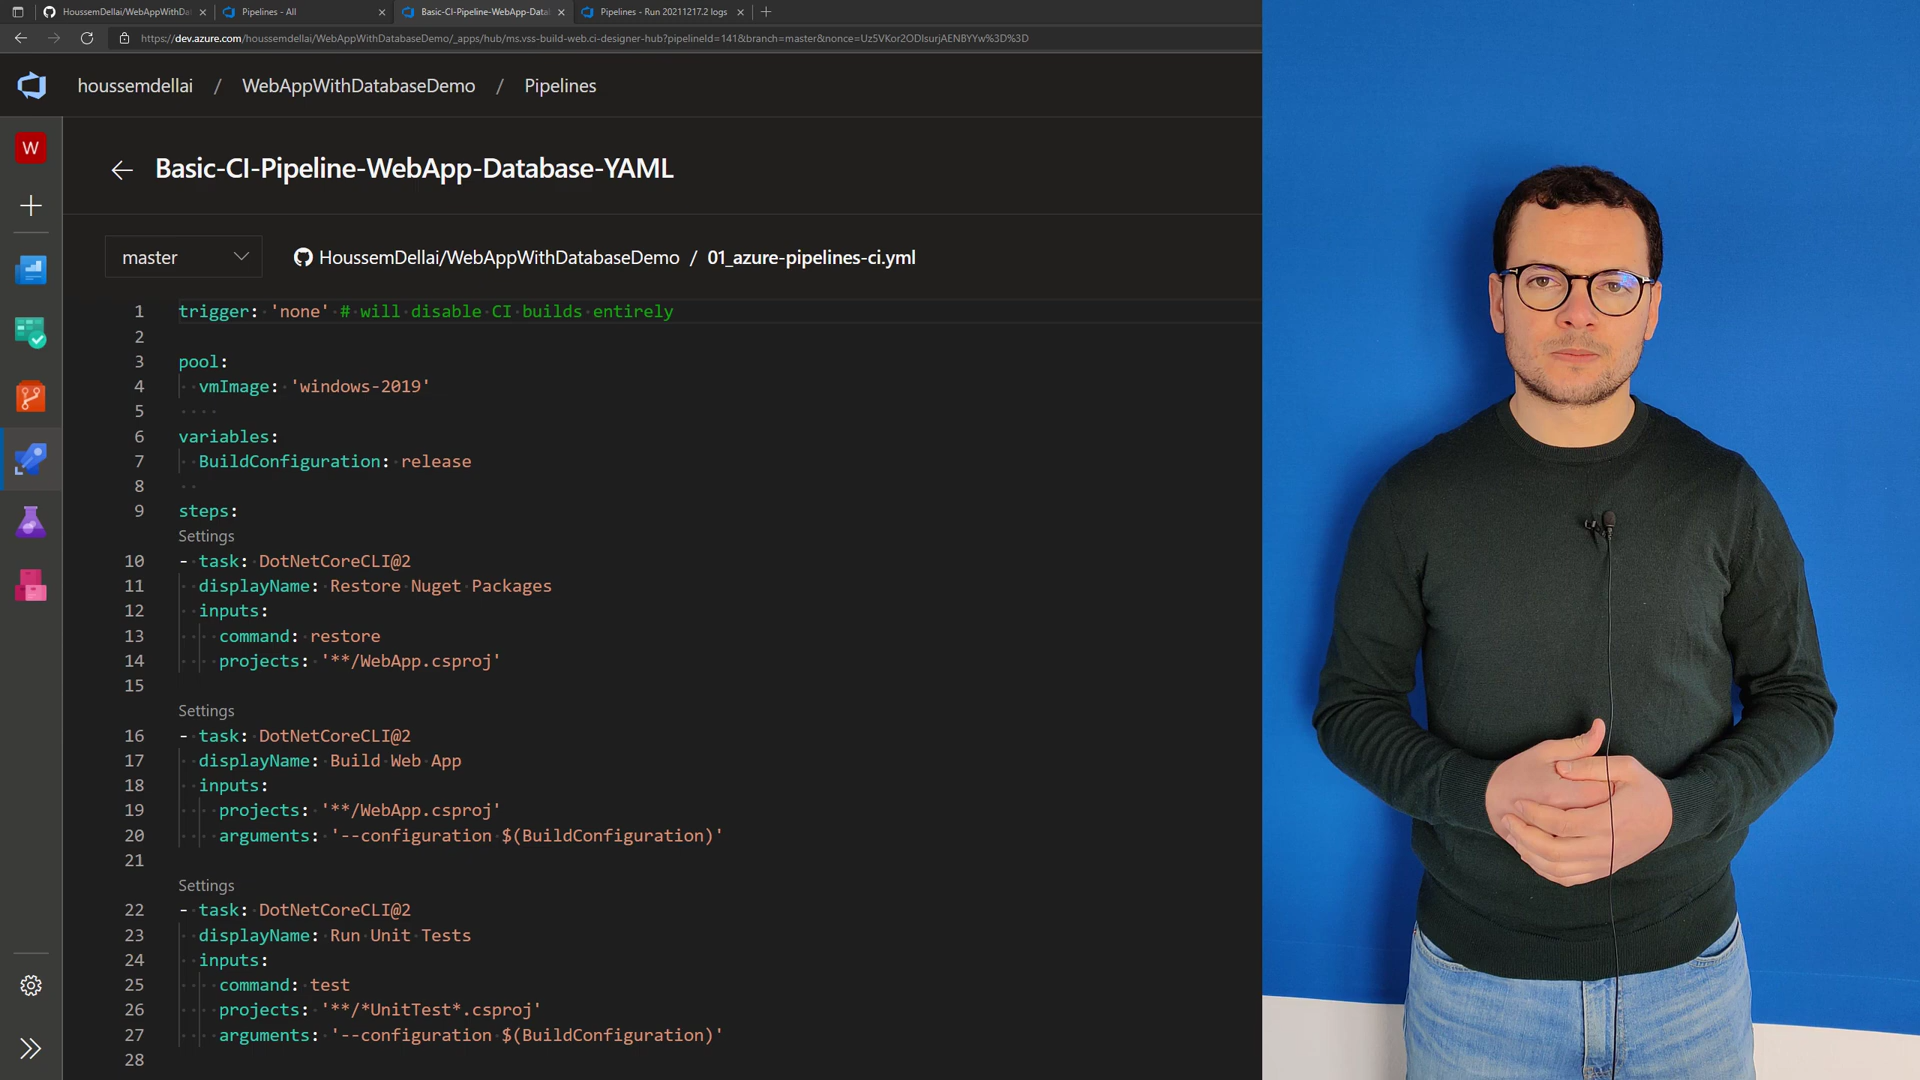 HoussemDellai/WebAppWithDat
Pipelines - All
Basic-CI-Pipeline-WebApp-Datab
Pipelines - Run 20211217.2 logs
https://dev.azure.com/houssemdellai/WebAppWithDatabaseDemo/_apps/hub/ms.vss-build-web.ci-designer-hub?pipelineId=141&branch=master&nonce=Uz5VKor2ODIsurjAENBYYw%3D%3D
houssemdellai / WebAppWithDatabaseDemo / Pipelines
W
Basic-CI-Pipeline-WebApp-Database-YAML
master
HoussemDellai/WebAppWithDatabaseDemo / 01_azure-pipelines-ci.yml
1 trigger: 'none' # will disable CI builds entirely
2
3 pool:
4 vmImage: 'windows-2019'
5
6 variables:
7 BuildConfiguration: release
8
9 steps:
Settings
10 - task: DotNetCoreCLI@2
11 displayName: Restore Nuget Packages
12 inputs:
13 command: restore
14 projects: '**/WebApp.csproj'
15
Settings
16 - task: DotNetCoreCLI@2
17 displayName: Build Web App
18 inputs:
19 projects: '**/WebApp.csproj'
20 arguments: '--configuration $(BuildConfiguration)'
21
Settings
22 - task: DotNetCoreCLI@2
23 displayName: Run Unit Tests
24 inputs:
25 command: test
26 projects: '**/*UnitTest*.csproj'
27 arguments: '--configuration $(BuildConfiguration)'
28